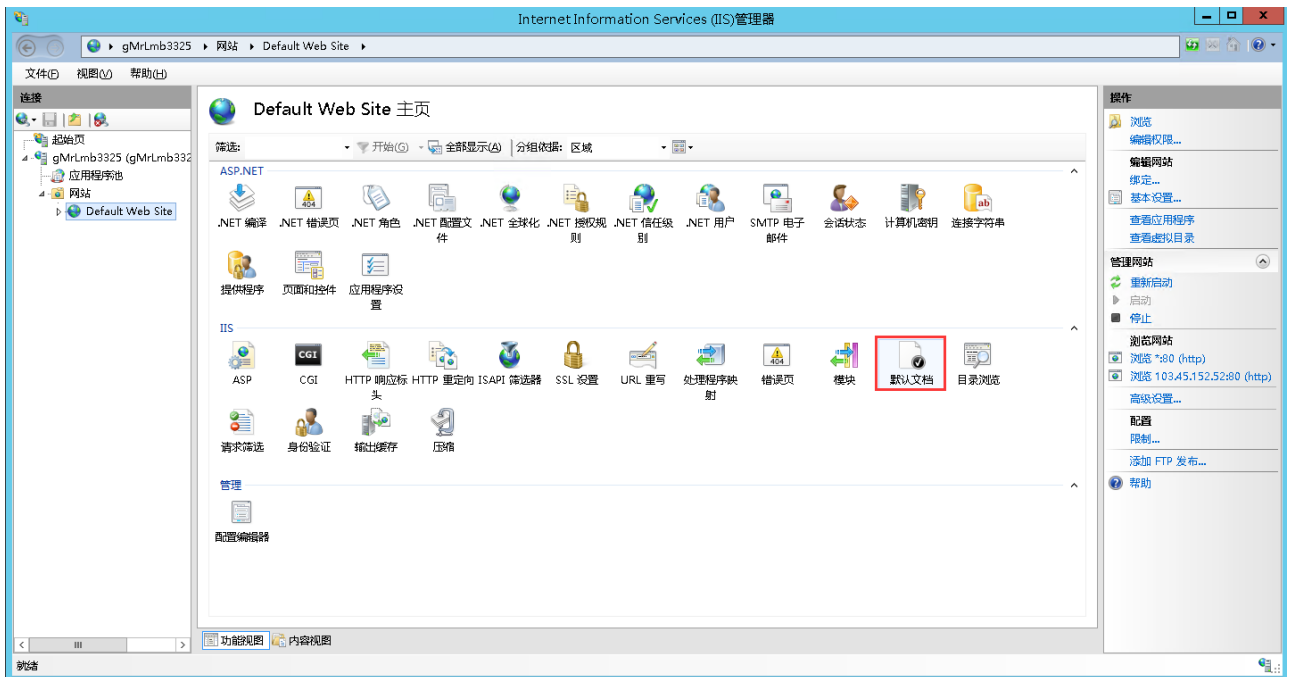 Internet Information Services (IIS)管理器
gMrLmb3325 网站 Default Web Site
文件(F) 视图(V) 帮助(H)
连接
起始页
gMrLmb3325 (gMrLmb332
应用程序池
网站
Default Web Site
Default Web Site 主页
筛选: 开始(G) 全部显示(A) 分组依据: 区域
ASP.NET
.NET 编译 .NET 错误页 .NET 角色 .NET 配置文件 .NET 全球化 .NET 授权规则 .NET 信任级别 .NET 用户 SMTP 电子邮件 会话状态 计算机密钥 连接字符串
提供程序 页面和控件 应用程序设置
IIS
ASP CGI HTTP 响应标头 HTTP 重定向 ISAPI 筛选器 SSL 设置 URL 重写 处理程序映射 错误页 模块 默认文档 目录浏览
请求筛选 身份验证 输出缓存 压缩
管理
配置编辑器
功能视图 内容视图
就绪
操作
浏览
编辑权限...
编辑网站
绑定...
基本设置...
查看应用程序
查看虚拟目录
管理网站
重新启动
启动
停止
浏览网站
浏览 *:80 (http)
浏览 103.45.152.52:80 (http)
高级设置...
配置
限制...
添加 FTP 发布...
帮助